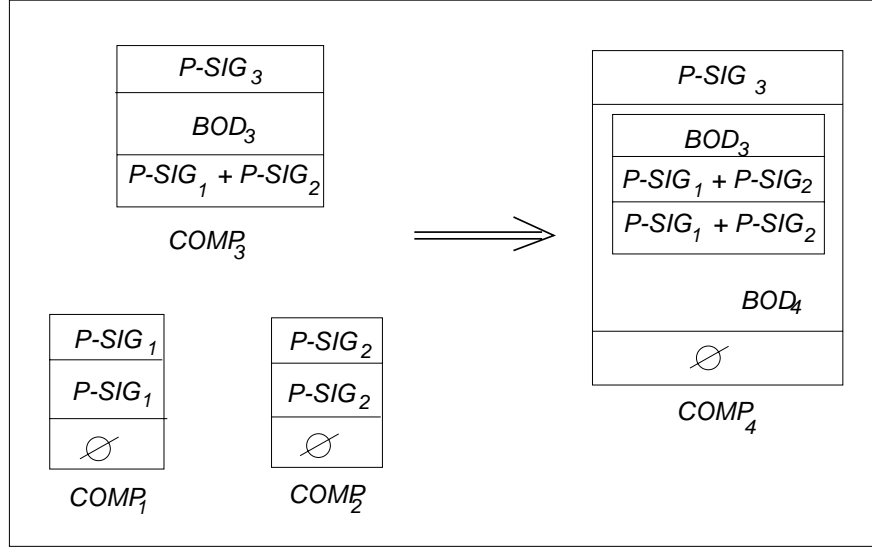 P-SIG₃
BOD₃
P-SIG₁ + P-SIG₂
COMP₃
P-SIG₁
P-SIG₁
∅
COMP₁
P-SIG₂
P-SIG₂
∅
COMP₂
P-SIG₃
BOD₃
P-SIG₁ + P-SIG₂
P-SIG₁ + P-SIG₂
BOD₄
∅
COMP₄